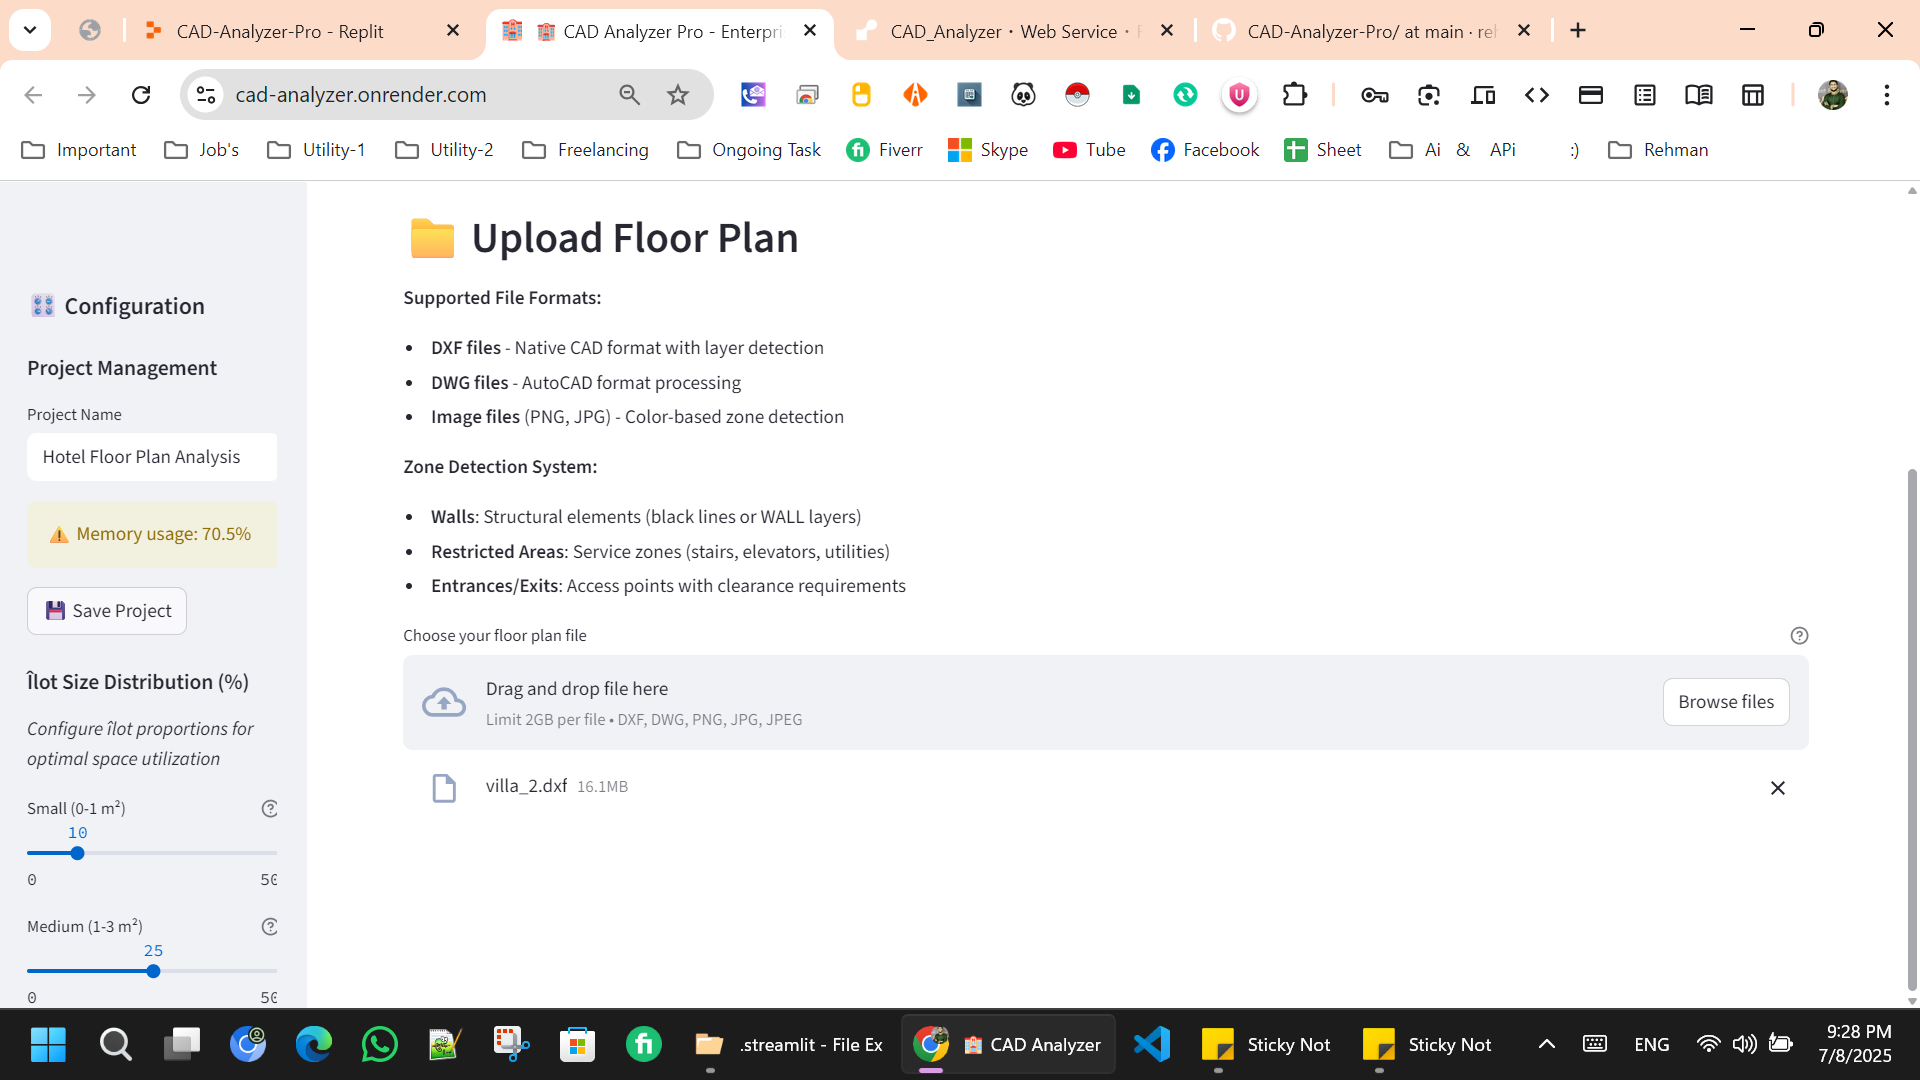 CAD-Analyzer-Pro - Replit
CAD Analyzer Pro - Enterpri
CAD_Analyzer · Web Service ·
CAD-Analyzer-Pro/ at main · reh
cad-analyzer.onrender.com
Important
Job's
Utility-1
Utility-2
Freelancing
Ongoing Task
Fiverr
Skype
Tube
Facebook
Sheet
Ai & APi :)
Rehman
Configuration
Project Management
Project Name
Hotel Floor Plan Analysis
Memory usage: 70.5%
Save Project
Îlot Size Distribution (%)
Configure îlot proportions for
optimal space utilization
Small (0-1 m²)
10
0 50
Medium (1-3 m²)
25
0 50
Upload Floor Plan
Supported File Formats:
• DXF files - Native CAD format with layer detection
• DWG files - AutoCAD format processing
• Image files (PNG, JPG) - Color-based zone detection
Zone Detection System:
• Walls: Structural elements (black lines or WALL layers)
• Restricted Areas: Service zones (stairs, elevators, utilities)
• Entrances/Exits: Access points with clearance requirements
Choose your floor plan file
Drag and drop file here
Limit 2GB per file • DXF, DWG, PNG, JPG, JPEG
Browse files
villa_2.dxf 16.1MB
.streamlit - File Ex
CAD Analyzer
Sticky Not
Sticky Not
ENG
9:28 PM
7/8/2025